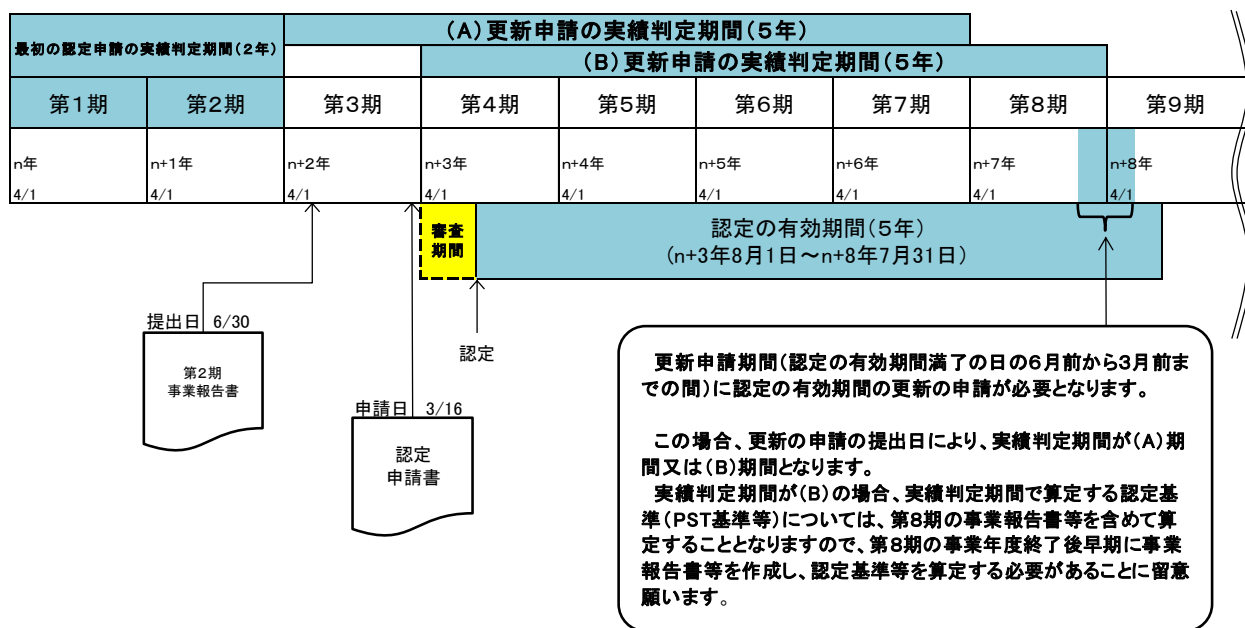 最初の認定申請の実績判定期間(2年)
(A)更新申請の実績判定期間(5年)
(B)更新申請の実績判定期間(5年)
第1期 第2期 第3期 第4期 第5期 第6期 第7期 第8期 第9期
n年 n+1年 n+2年 n+3年 n+4年 n+5年 n+6年 n+7年 n+8年
4/1 4/1 4/1 4/1 4/1 4/1 4/1 4/1 4/1
審査
期間
認定の有効期間(5年)
(n+3年8月1日~n+8年7月31日)
提出日 6/30
第2期
事業報告書
認定
申請日 3/16
認定
申請書
更新申請期間(認定の有効期間満了の日の6月前から3月前ま
での間)に認定の有効期間の更新の申請が必要となります。
この場合、更新の申請の提出日により、実績判定期間が(A)期
間又は(B)期間となります。
実績判定期間が(B)の場合、実績判定期間で算定する認定基
準(PST基準等)については、第8期の事業報告書等を含めて算
定することとなりますので、第8期の事業年度終了後早期に事業
報告書等を作成し、認定基準等を算定する必要があることに留意
願います。